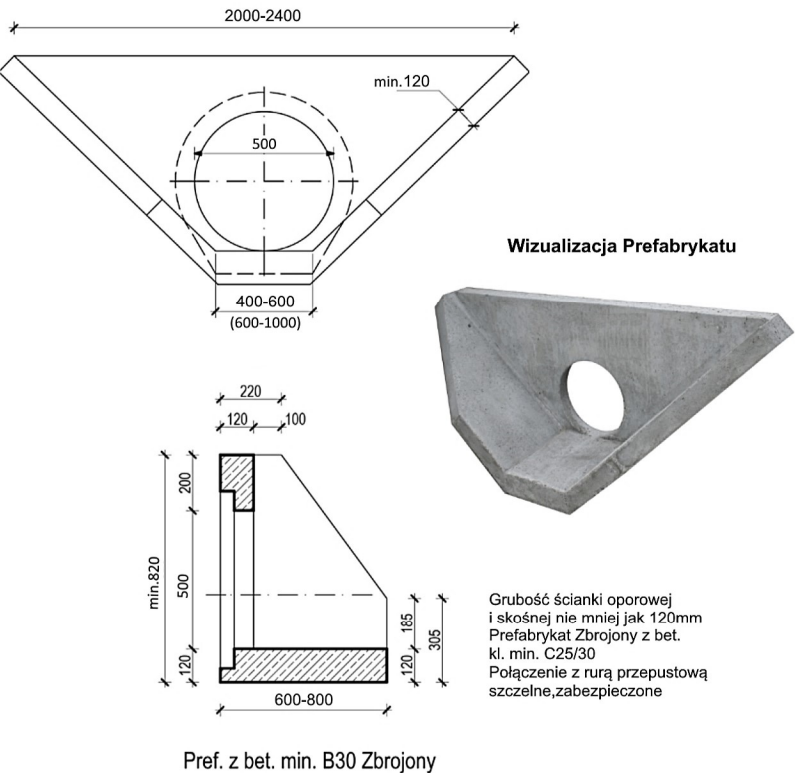 2000-2400
min.120
500
400-600
(600-1000)
Wizualizacja Prefabrykatu
220
120
100
200
min.820
500
120
185
120
305
600-800
Grubość ścianki oporowej
i skośnej nie mniej jak 120mm
Prefabrykat Zbrojony z bet.
kl. min. C25/30
Połączenie z rurą przepustową
szczelne,zabezpieczone
Pref. z bet. min. B30 Zbrojony